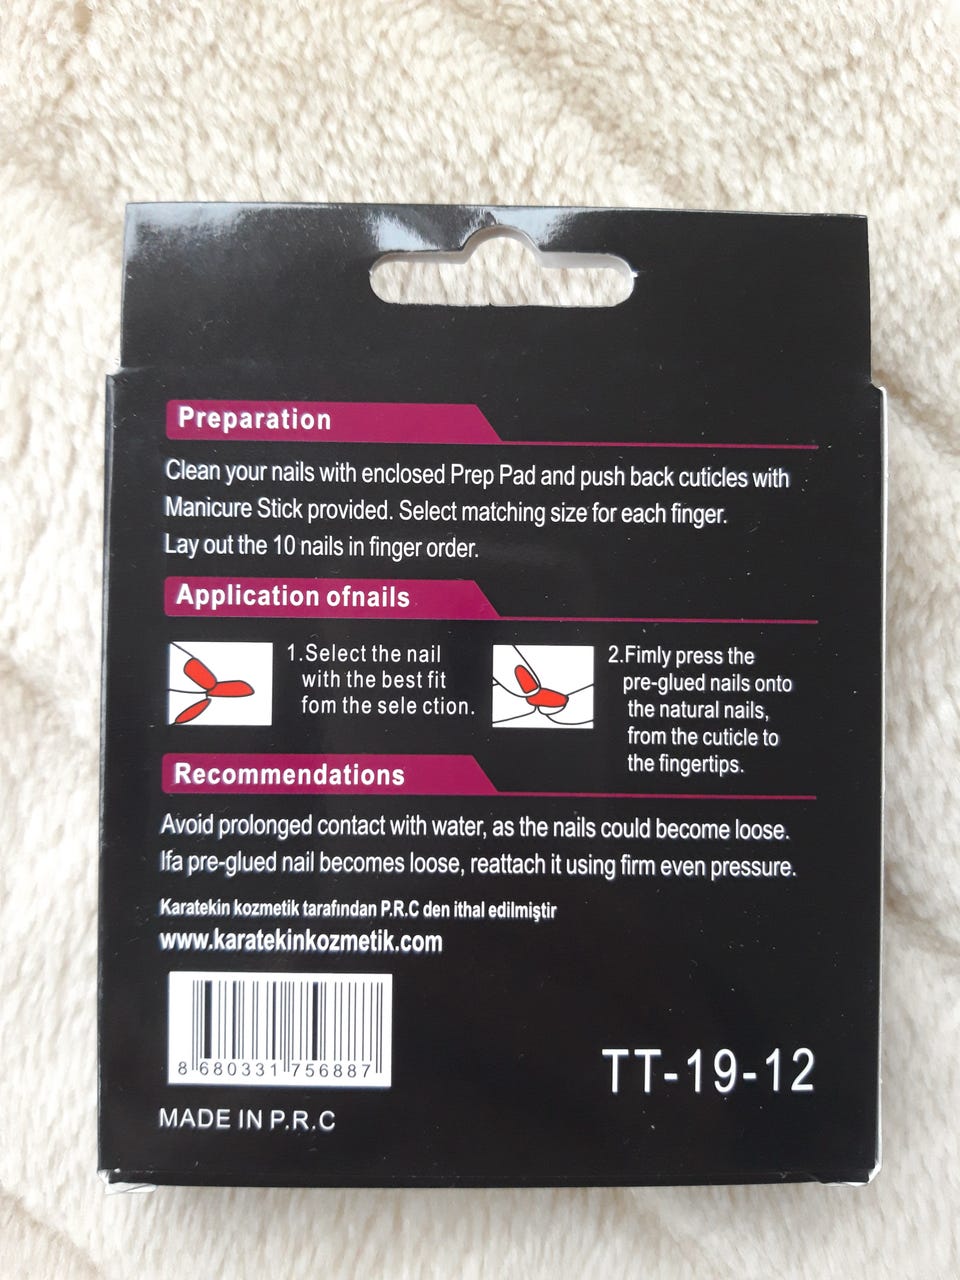 Preparation
Clean your nails with enclosed Prep Pad and push back cuticles with
Manicure Stick provided. Select matching size for each finger.
Lay out the 10 nails in finger order.
Application ofnails
1.Select the nail
with the best fit
fom the sele ction.
2.Fimly press the
pre-glued nails onto
the natural nails,
from the cuticle to
the fingertips.
Recommendations
Avoid prolonged contact with water, as the nails could become loose.
Ifa pre-glued nail becomes loose, reattach it using firm even pressure.
Karatekin kozmetik tarafından P.R.C den ithal edilmiştir
www.karatekinkozmetik.com
8 680331 756887
TT-19-12
MADE IN P.R.C